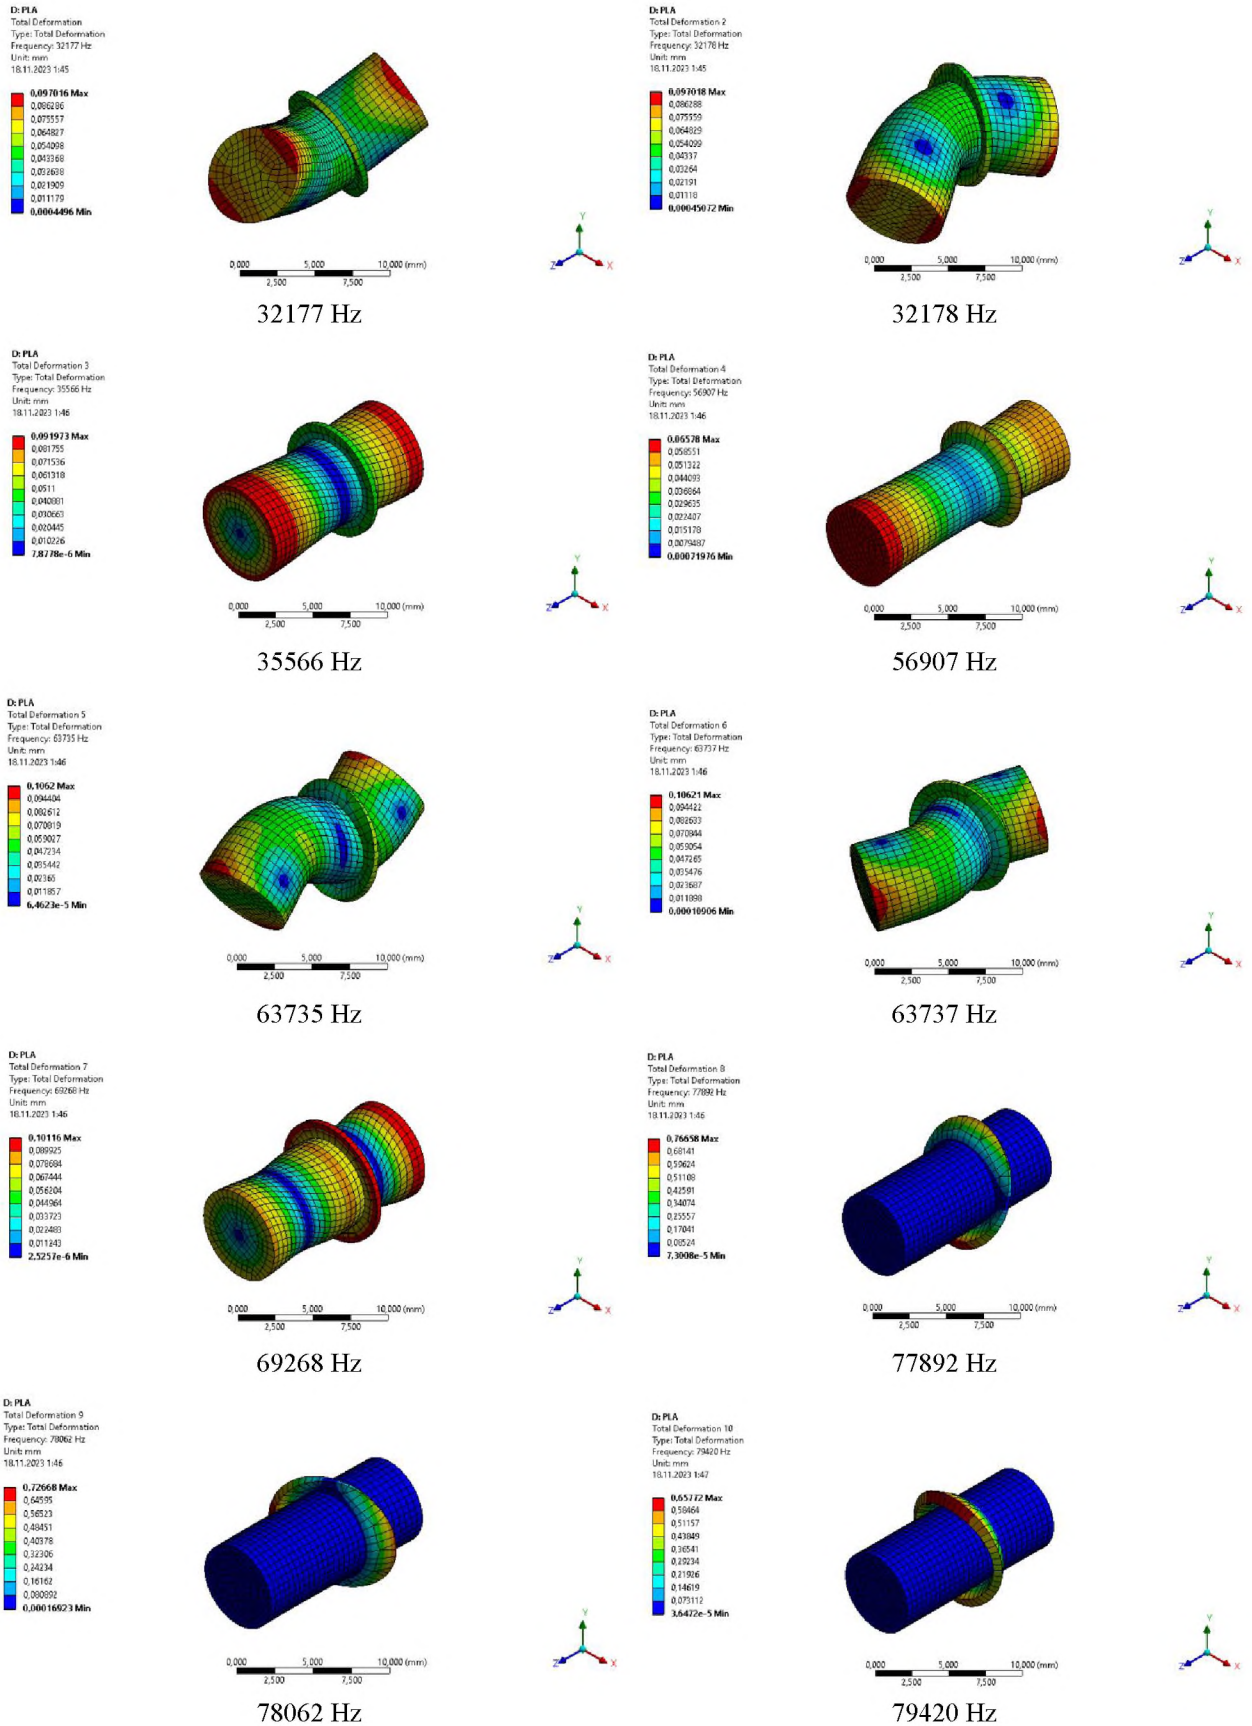 D: PLA
Total Deformation
Type: Total Deformation
Frequency: 32177 Hz
Unit: mm
18.11.2023 1:45
0,097016 Max
0,086286
0,075557
0,064827
0,054098
0,043368
0,032638
0,021909
0,011179
0,0004496 Min
0,000
5,000
10,000 (mm)
2,500
7,500
Y
Z
X
32177 Hz
D: PLA
Total Deformation 2
Type: Total Deformation
Frequency: 32178 Hz
Unit: mm
18.11.2023 1:45
0,097018 Max
0,086288
0,075559
0,064829
0,054099
0,04337
0,03264
0,02191
0,01118
0,00045072 Min
0,000
5,000
10,000 (mm)
2,500
7,500
Y
Z
X
32178 Hz
D: PLA
Total Deformation 3
Type: Total Deformation
Frequency: 35566 Hz
Unit: mm
18.11.2023 1:46
0,091973 Max
0,081755
0,071536
0,061318
0,0511
0,040881
0,030663
0,020445
0,010226
7,8778e-6 Min
0,000
5,000
10,000 (mm)
2,500
7,500
Y
Z
X
35566 Hz
D: PLA
Total Deformation 4
Type: Total Deformation
Frequency: 56907 Hz
Unit: mm
18.11.2023 1:46
0,06578 Max
0,058551
0,051322
0,044093
0,036864
0,029635
0,022407
0,015178
0,0079487
0,00071976 Min
0,000
5,000
10,000 (mm)
2,500
7,500
Y
Z
X
56907 Hz
D: PLA
Total Deformation 5
Type: Total Deformation
Frequency: 63735 Hz
Unit: mm
18.11.2023 1:46
0,1062 Max
0,094404
0,082612
0,070819
0,059027
0,047234
0,035442
0,02365
0,011857
6,4623e-5 Min
0,000
5,000
10,000 (mm)
2,500
7,500
Y
Z
X
63735 Hz
D: PLA
Total Deformation 6
Type: Total Deformation
Frequency: 63737 Hz
Unit: mm
18.11.2023 1:46
0,10621 Max
0,094422
0,082633
0,070844
0,059054
0,047265
0,035476
0,023687
0,011898
0,00010906 Min
0,000
5,000
10,000 (mm)
2,500
7,500
Y
Z
X
63737 Hz
D: PLA
Total Deformation 7
Type: Total Deformation
Frequency: 69268 Hz
Unit: mm
18.11.2023 1:46
0,10116 Max
0,089925
0,078684
0,067444
0,056204
0,044964
0,033723
0,022483
0,011243
2,5257e-6 Min
0,000
5,000
10,000 (mm)
2,500
7,500
Y
Z
X
69268 Hz
D: PLA
Total Deformation 8
Type: Total Deformation
Frequency: 77892 Hz
Unit: mm
18.11.2023 1:46
0,76658 Max
0,68141
0,59624
0,51108
0,42591
0,34074
0,25557
0,17041
0,08524
7,3008e-5 Min
0,000
5,000
10,000 (mm)
2,500
7,500
Y
Z
X
77892 Hz
D: PLA
Total Deformation 9
Type: Total Deformation
Frequency: 78062 Hz
Unit: mm
18.11.2023 1:46
0,72668 Max
0,64595
0,56523
0,48451
0,40378
0,32306
0,24234
0,16162
0,080892
0,00016923 Min
0,000
5,000
10,000 (mm)
2,500
7,500
Y
Z
X
78062 Hz
D: PLA
Total Deformation 10
Type: Total Deformation
Frequency: 79420 Hz
Unit: mm
18.11.2023 1:47
0,65772 Max
0,58464
0,51157
0,43849
0,36541
0,29234
0,21926
0,14619
0,073112
3,6472e-5 Min
0,000
5,000
10,000 (mm)
2,500
7,500
Y
Z
X
79420 Hz